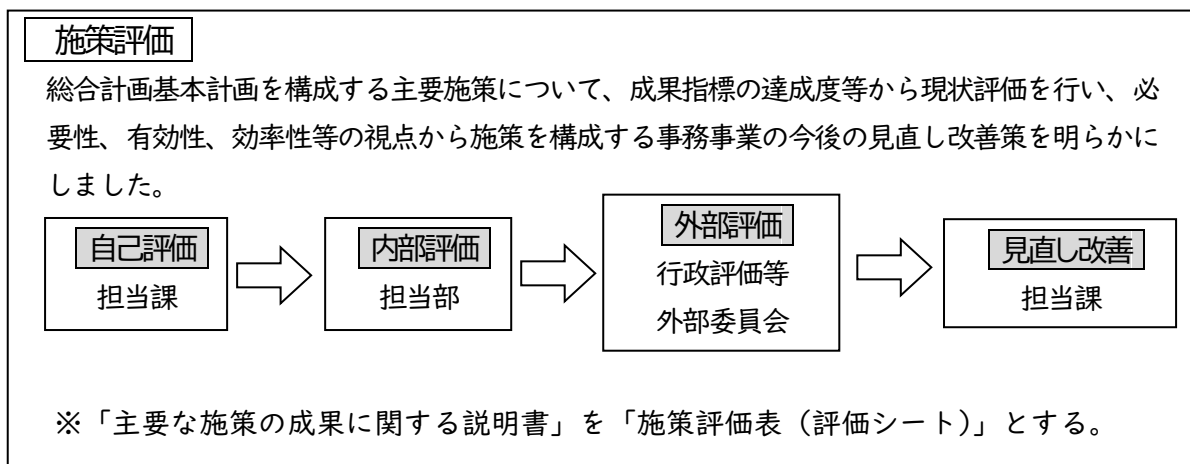 施策評価
総合計画基本計画を構成する主要施策について、成果指標の達成度等から現状評価を行い、必
要性、有効性、効率性等の視点から施策を構成する事務事業の今後の見直し改善策を明らかに
しました。
自己評価
担当課
内部評価
担当部
外部評価
行政評価等
外部委員会
見直し改善
担当課
※「主要な施策の成果に関する説明書」を「施策評価表（評価シート）」とする。